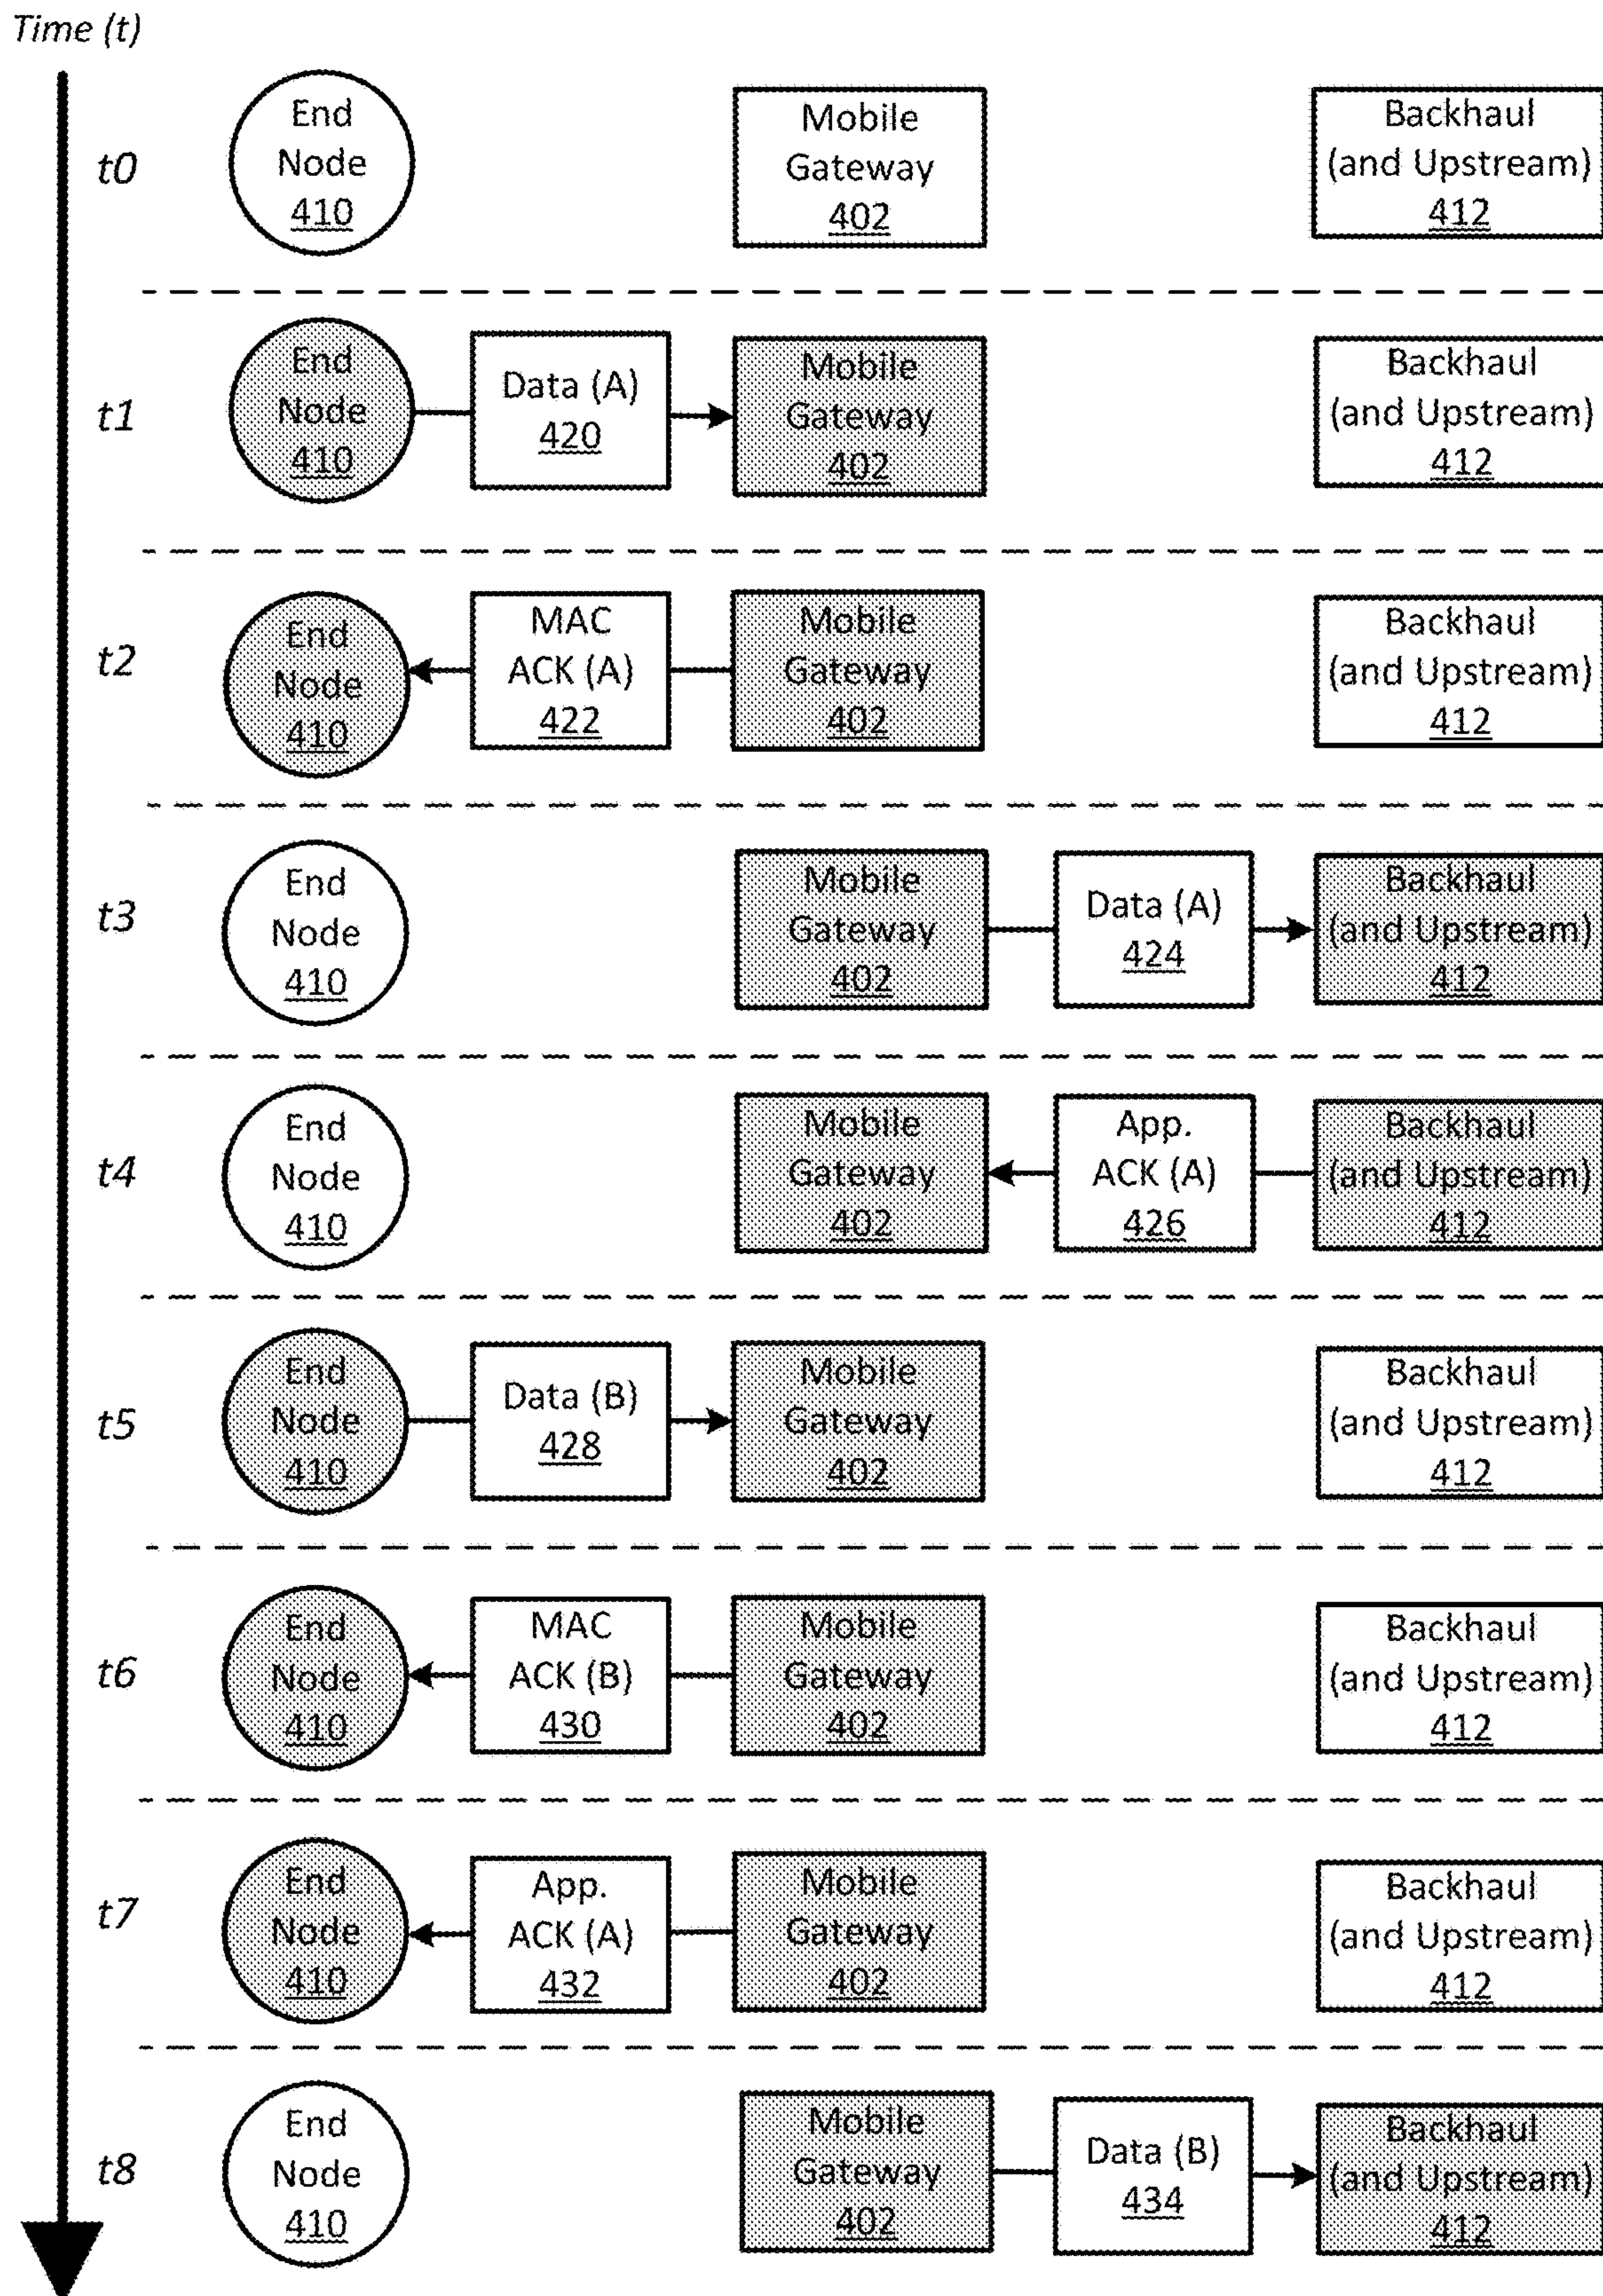 Time (t)
t0
End
Node
410
Mobile
Gateway
402
Backhaul
(and Upstream)
412
t1
End
Node
410
Data (A)
420
Mobile
Gateway
402
Backhaul
(and Upstream)
412
t2
End
Node
410
MAC
ACK (A)
422
Mobile
Gateway
402
Backhaul
(and Upstream)
412
t3
End
Node
410
Mobile
Gateway
402
Data (A)
424
Backhaul
(and Upstream)
412
t4
End
Node
410
Mobile
Gateway
402
App.
ACK (A)
426
Backhaul
(and Upstream)
412
t5
End
Node
410
Data (B)
428
Mobile
Gateway
402
Backhaul
(and Upstream)
412
t6
End
Node
410
MAC
ACK (B)
430
Mobile
Gateway
402
Backhaul
(and Upstream)
412
t7
End
Node
410
App.
ACK (A)
432
Mobile
Gateway
402
Backhaul
(and Upstream)
412
t8
End
Node
410
Mobile
Gateway
402
Data (B)
434
Backhaul
(and Upstream)
412